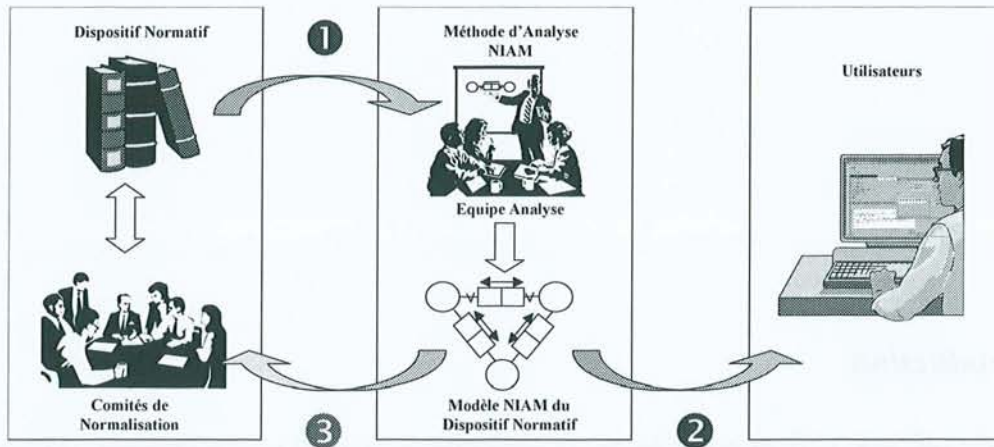 Dispositif Normatif
1
Méthode d'Analyse
NIAM
Utilisateurs
Equipe Analyse
Comités de
Normalisation
3
Modèle NIAM du
Dispositif Normatif
2